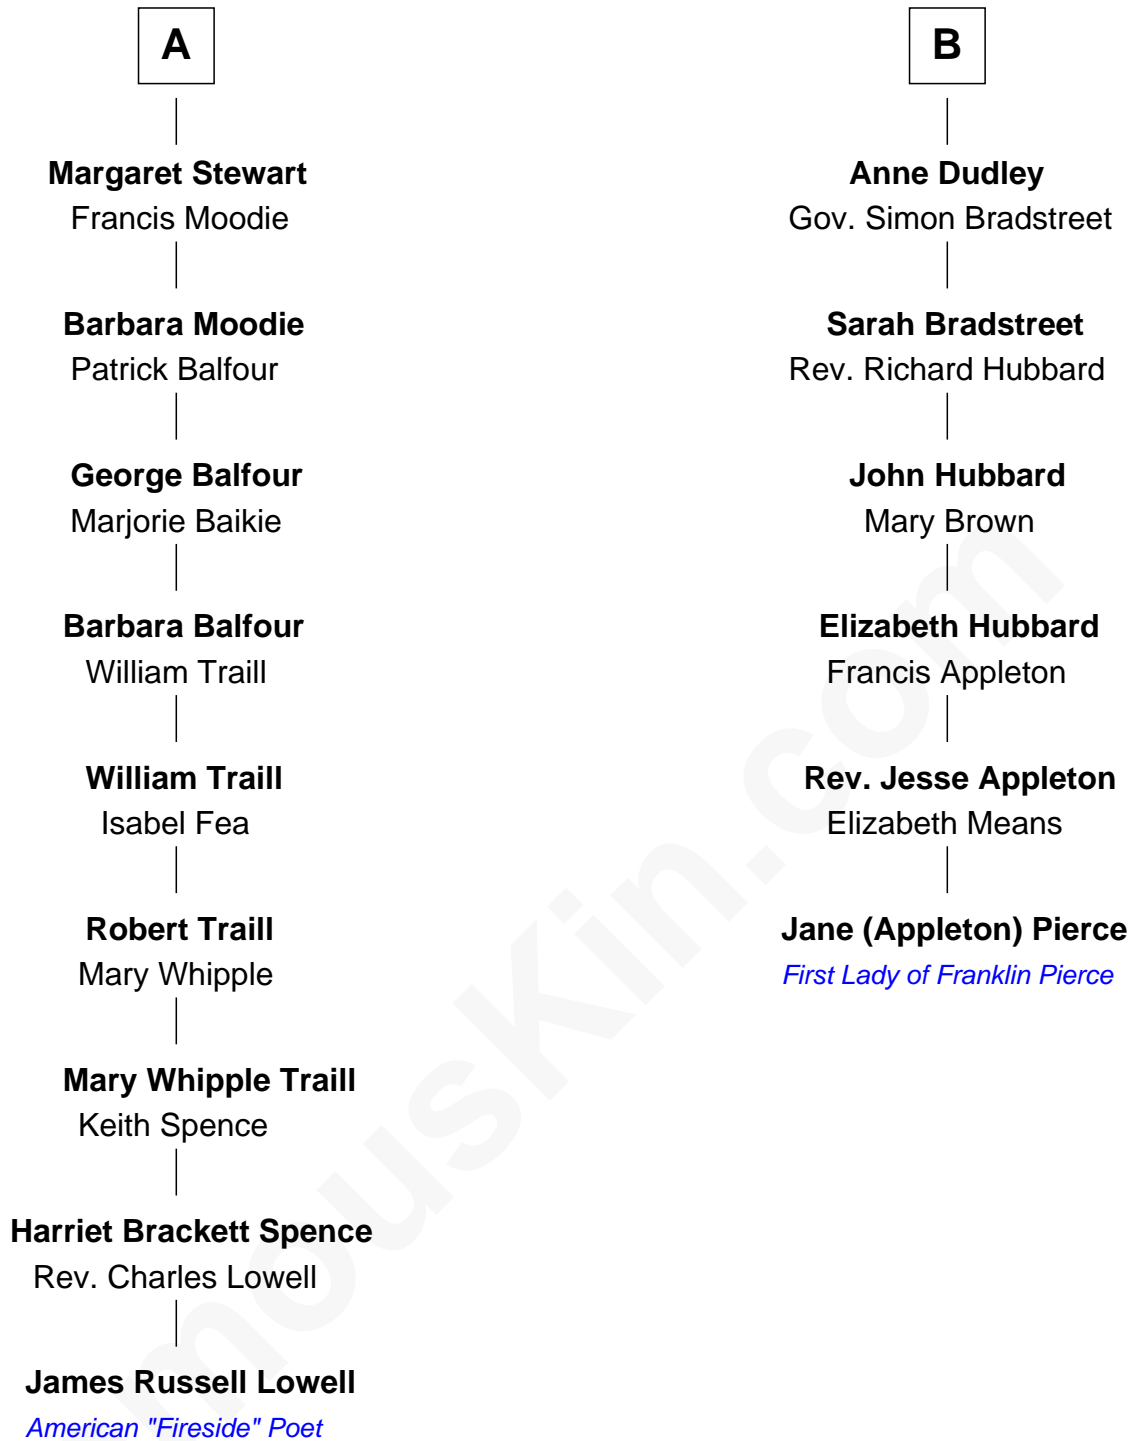 A
Margaret Stewart
Francis Moodie
Barbara Moodie
Patrick Balfour
George Balfour
Marjorie Baikie
Barbara Balfour
William Traill
William Traill
Isabel Fea
Robert Traill
Mary Whipple
Mary Whipple Traill
Keith Spence
Harriet Brackett Spence
Rev. Charles Lowell
James Russell Lowell
American "Fireside" Poet
B
Anne Dudley
Gov. Simon Bradstreet
Sarah Bradstreet
Rev. Richard Hubbard
John Hubbard
Mary Brown
Elizabeth Hubbard
Francis Appleton
Rev. Jesse Appleton
Elizabeth Means
Jane (Appleton) Pierce
First Lady of Franklin Pierce
mousKin.com